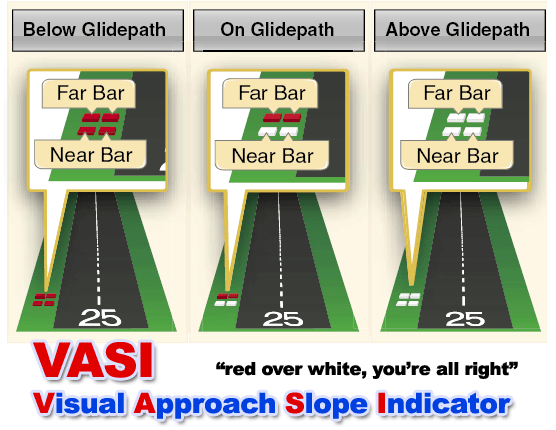 Below Glidepath
On Glidepath
Above Glidepath
Far Bar
Near Bar
Far Bar
Near Bar
Far Bar
Near Bar
25
25
25
VASI
“red over white, you’re all right”
Visual Approach Slope Indicator